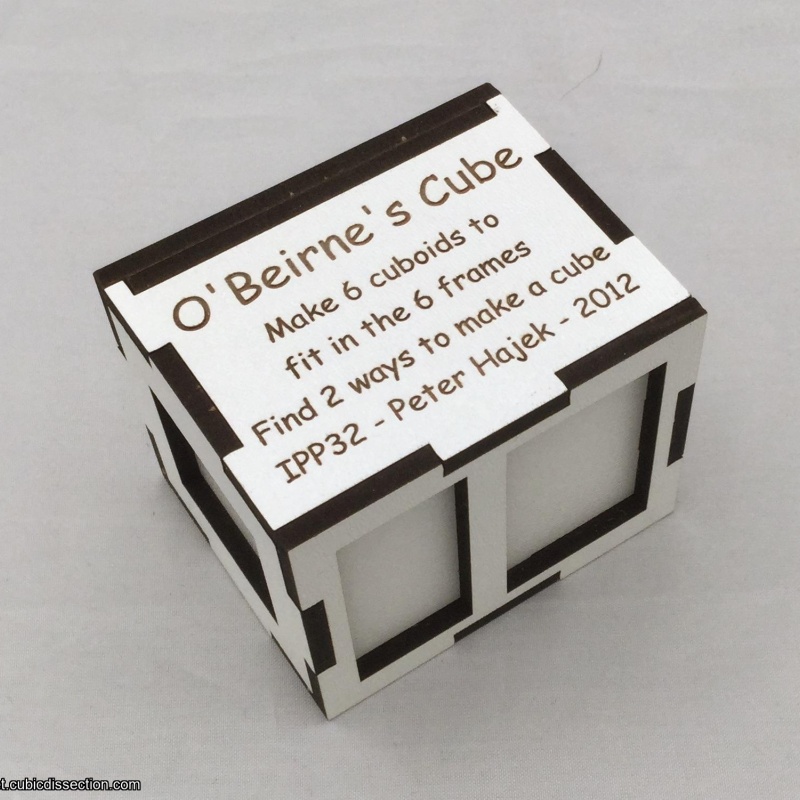 O'Beirne's Cube
Make 6 cuboids to
fit in the 6 frames
Find 2 ways to make a cube
IPP32 - Peter Hajek - 2012
t.cubicdissection.com